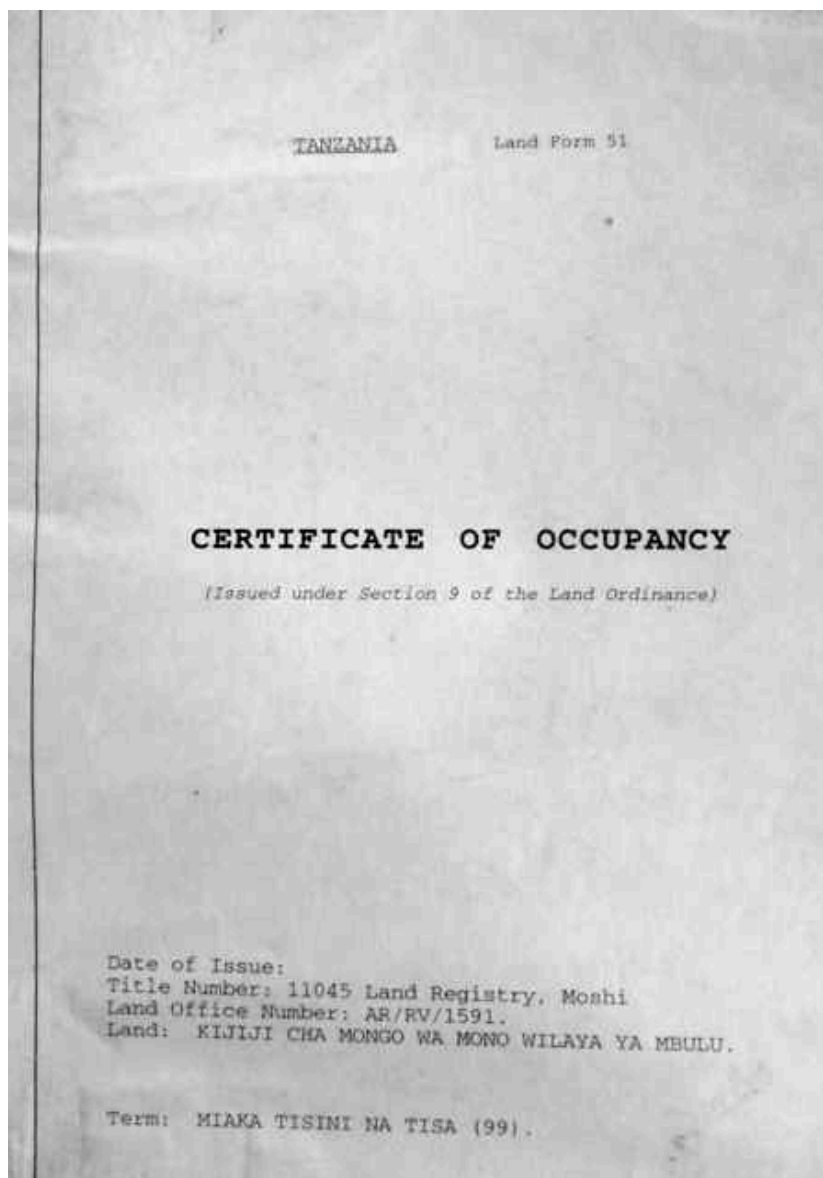 TANZANIA Land Form 51
CERTIFICATE OF OCCUPANCY
(Issued under Section 9 of the Land Ordinance)
Date of Issue:
Title Number: 11045 Land Registry, Moshi
Land Office Number: AR/RV/1591.
Land: KIJIJI CHA MONGO WA MONO WILAYA YA MBULU.
Term: MIAKA TISINI NA TISA (99).